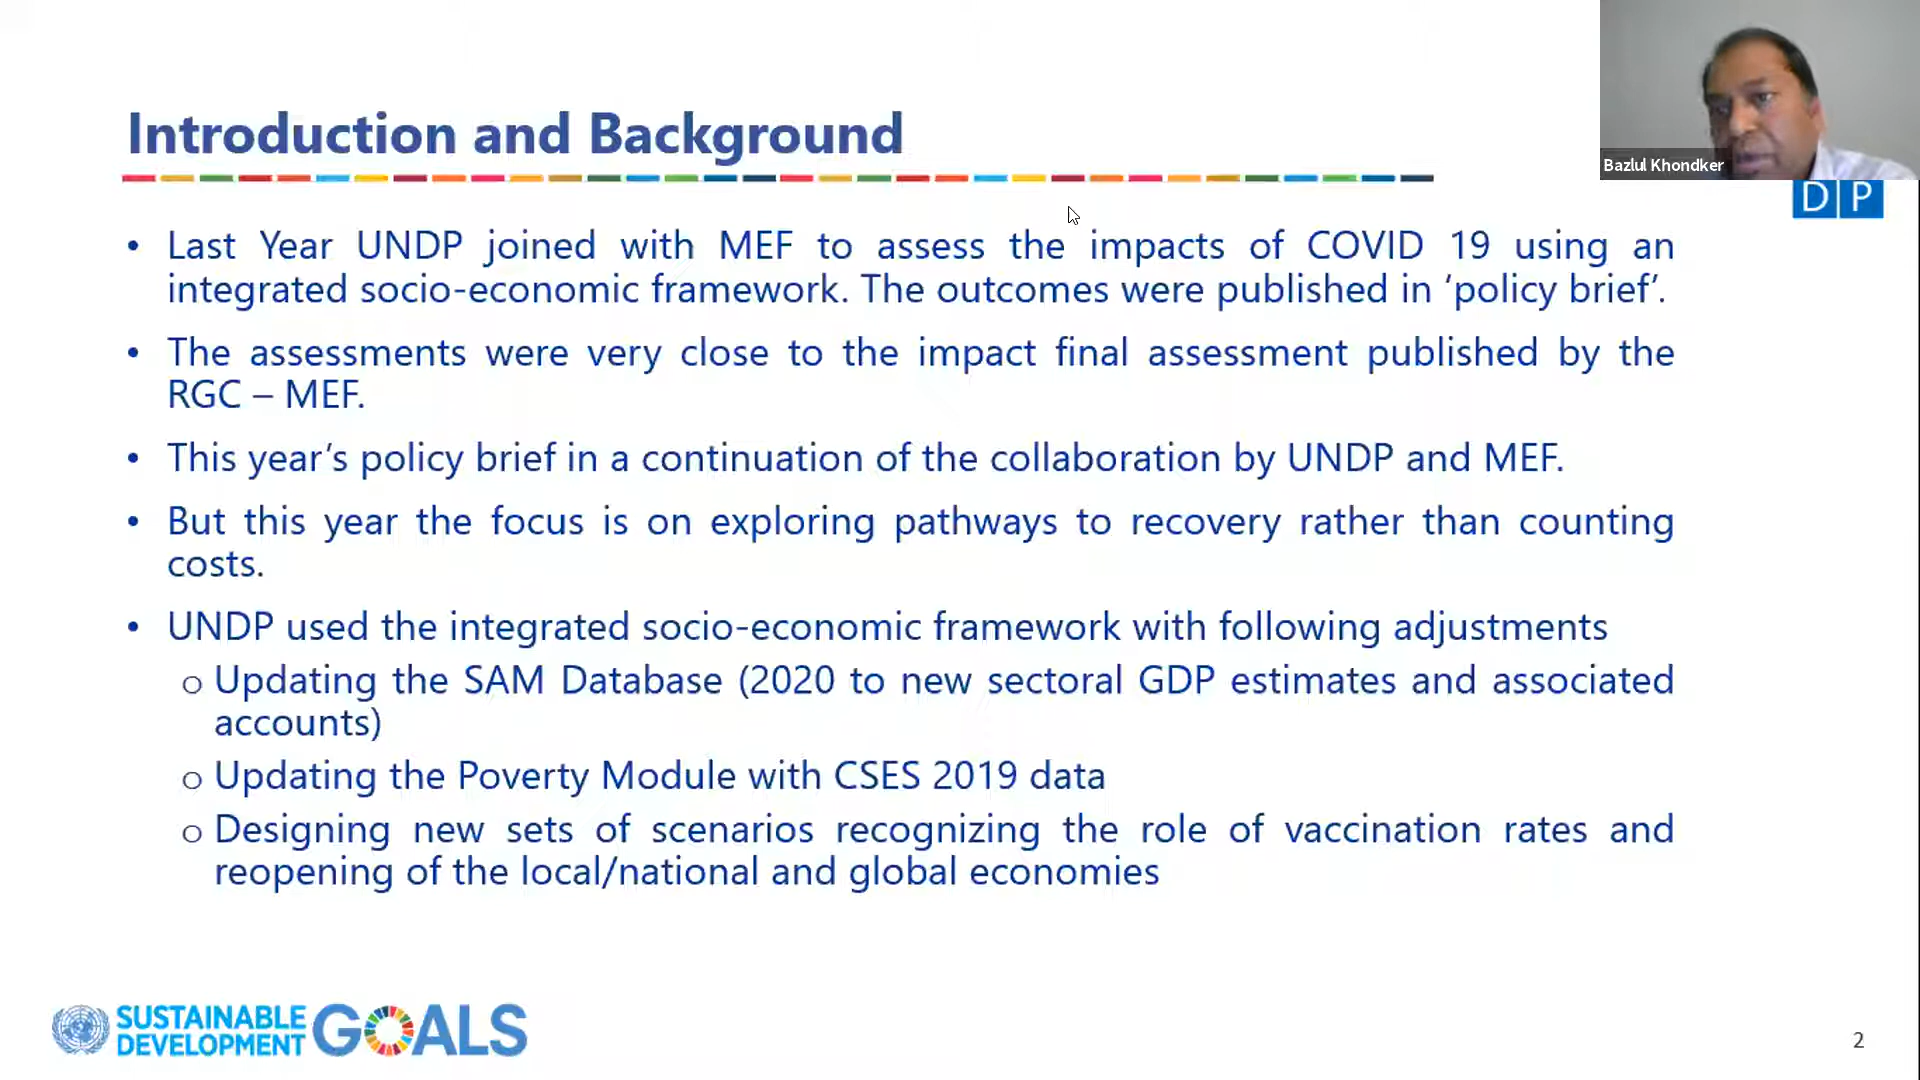 Introduction and Background
Bazlul Khondker
D P
• Last Year UNDP joined with MEF to assess the impacts of COVID 19 using an
integrated socio-economic framework. The outcomes were published in ‘policy brief’.
• The assessments were very close to the impact final assessment published by the
RGC – MEF.
• This year’s policy brief in a continuation of the collaboration by UNDP and MEF.
• But this year the focus is on exploring pathways to recovery rather than counting
costs.
• UNDP used the integrated socio-economic framework with following adjustments
o Updating the SAM Database (2020 to new sectoral GDP estimates and associated
accounts)
o Updating the Poverty Module with CSES 2019 data
o Designing new sets of scenarios recognizing the role of vaccination rates and
reopening of the local/national and global economies
SUSTAINABLE
DEVELOPMENT GOALS
2